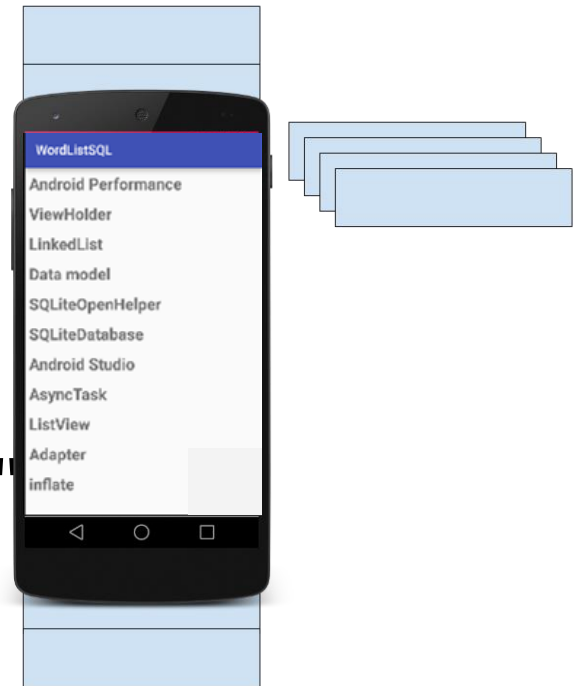 WordListSQL
Android Performance
ViewHolder
LinkedList
Data model
SQLiteOpenHelper
SQLiteDatabase
Android Studio
AsyncTask
ListView
Adapter
inflate